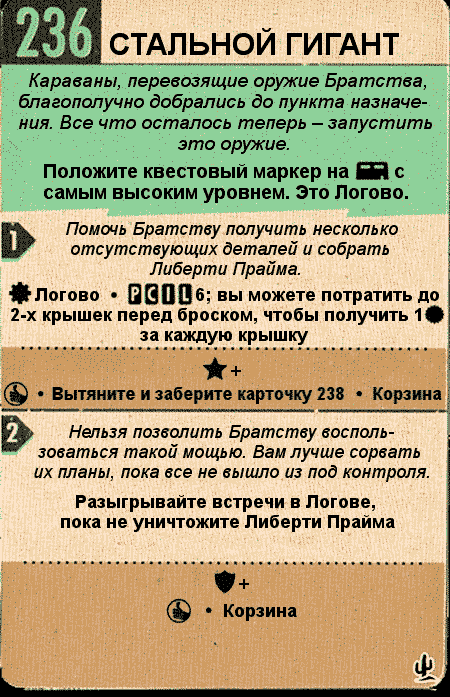 236 СТАЛЬНОЙ ГИГАНТ
Караваны, перевозящие оружие Братства,
благополучно добрались до пункта назначе-
ния. Все что осталось теперь – запустить
это оружие.
Положите квестовый маркер на с
самым высоким уровнем. Это Логово.
1
Помочь Братству получить несколько
отсутствующих деталей и собрать
Либерти Прайма.
Логово • P C I L 6; вы можете потратить до
2-х крышек перед броском, чтобы получить 1
за каждую крышку
+
• Вытяните и заберите карточку 238 • Корзина
2
Нельзя позволить Братству восполь-
зоваться такой мощью. Вам лучше сорвать
их планы, пока все не вышло из под контроля.
Разыгрывайте встречи в Логове,
пока не уничтожите Либерти Прайма
+
• Корзина